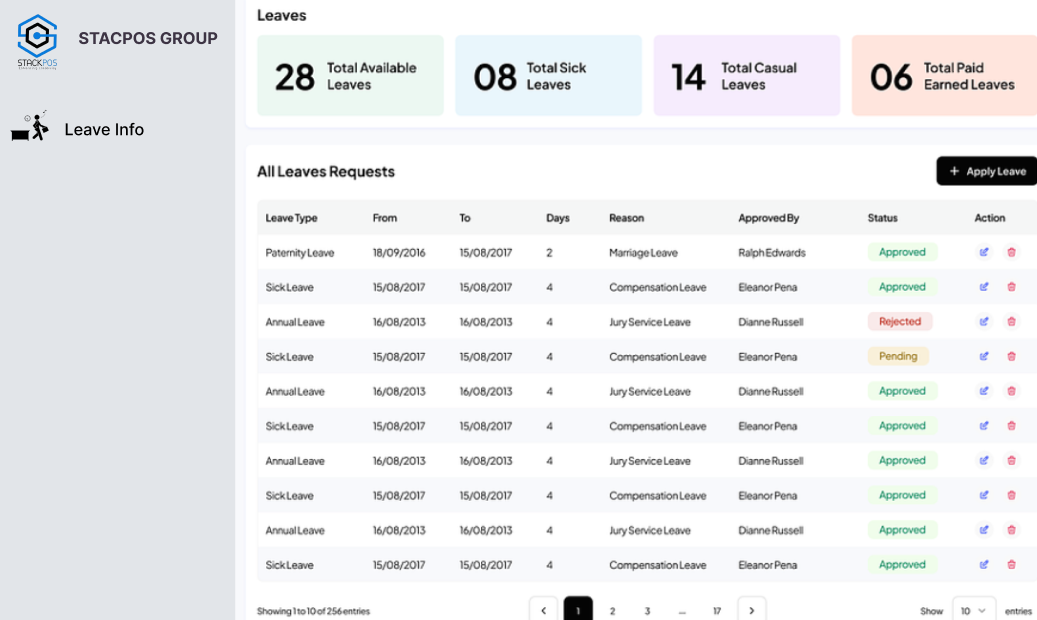 STACKPOS
STACPOS GROUP
Leave Info
Leaves
28 Total Available Leaves
08 Total Sick Leaves
14 Total Casual Leaves
06 Total Paid Earned Leaves
All Leaves Requests
+ Apply Leave
Leave Type From To Days Reason Approved By Status Action
Paternity Leave 18/09/2016 15/08/2017 2 Marriage Leave Ralph Edwards Approved
Sick Leave 15/08/2017 15/08/2017 4 Compensation Leave Eleanor Pena Approved
Annual Leave 16/08/2013 16/08/2013 4 Jury Service Leave Dianne Russell Rejected
Sick Leave 15/08/2017 15/08/2017 4 Compensation Leave Eleanor Pena Pending
Annual Leave 16/08/2013 16/08/2013 4 Jury Service Leave Dianne Russell Approved
Sick Leave 15/08/2017 15/08/2017 4 Compensation Leave Eleanor Pena Approved
Annual Leave 16/08/2013 16/08/2013 4 Jury Service Leave Dianne Russell Approved
Sick Leave 15/08/2017 15/08/2017 4 Compensation Leave Eleanor Pena Approved
Annual Leave 16/08/2013 16/08/2013 4 Jury Service Leave Dianne Russell Approved
Sick Leave 15/08/2017 15/08/2017 4 Compensation Leave Eleanor Pena Approved
Showing 1 to 10 of 256 entries < 1 2 3 ... 17 > Show 10 entries